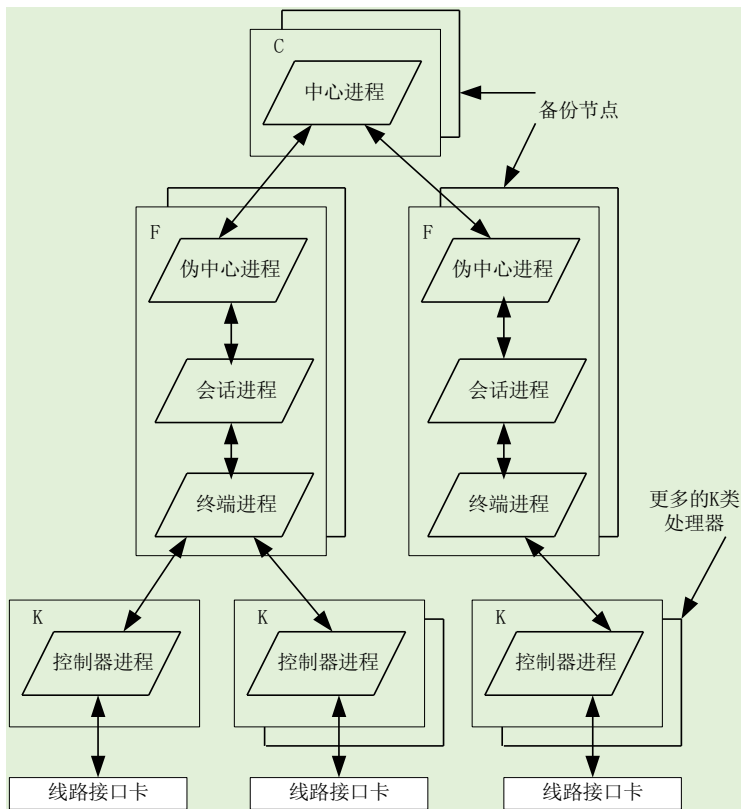 C
中心进程
备份节点
F
伪中心进程
会话进程
终端进程
F
伪中心进程
会话进程
终端进程
更多的K类
处理器
K
控制器进程
K
控制器进程
K
控制器进程
线路接口卡
线路接口卡
线路接口卡